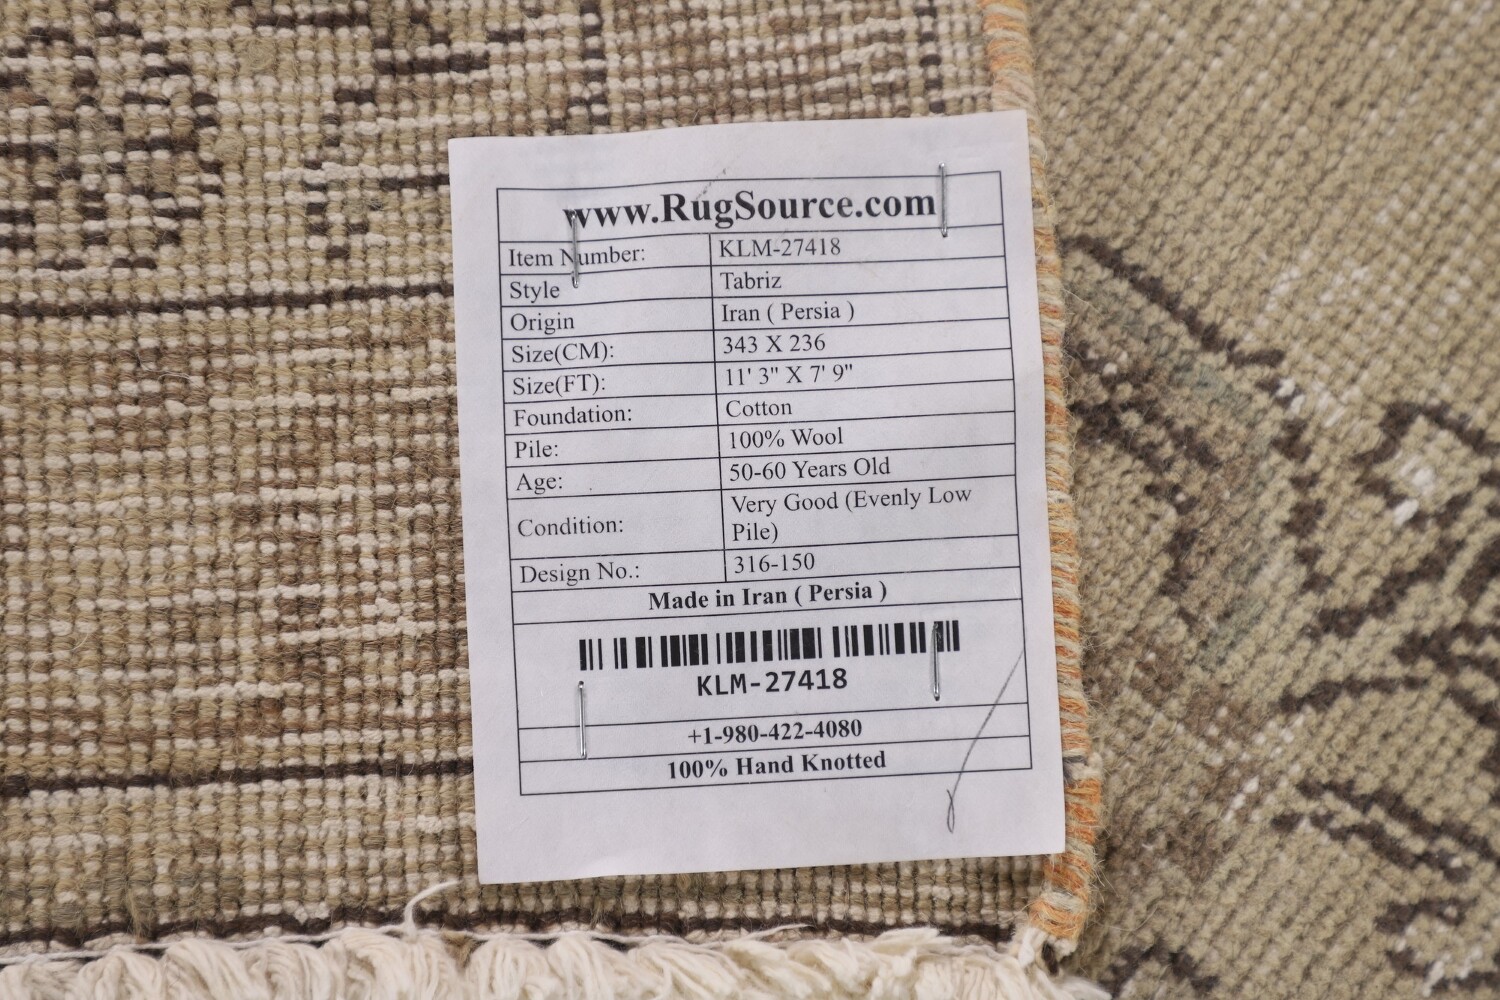 www.RugSource.com
Item Number: KLM-27418
Style Tabriz
Origin Iran ( Persia )
Size(CM): 343 X 236
Size(FT): 11' 3" X 7' 9"
Foundation: Cotton
Pile: 100% Wool
Age: 50-60 Years Old
Condition: Very Good (Evenly Low
Pile)
Design No.: 316-150
Made in Iran ( Persia )
KLM-27418
+1-980-422-4080
100% Hand Knotted